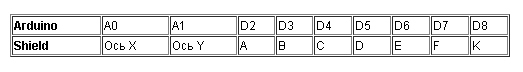 Arduino A0 A1 D2 D3 D4 D5 D6 D7 D8
Shield Ось X Ось Y A B C D E F K